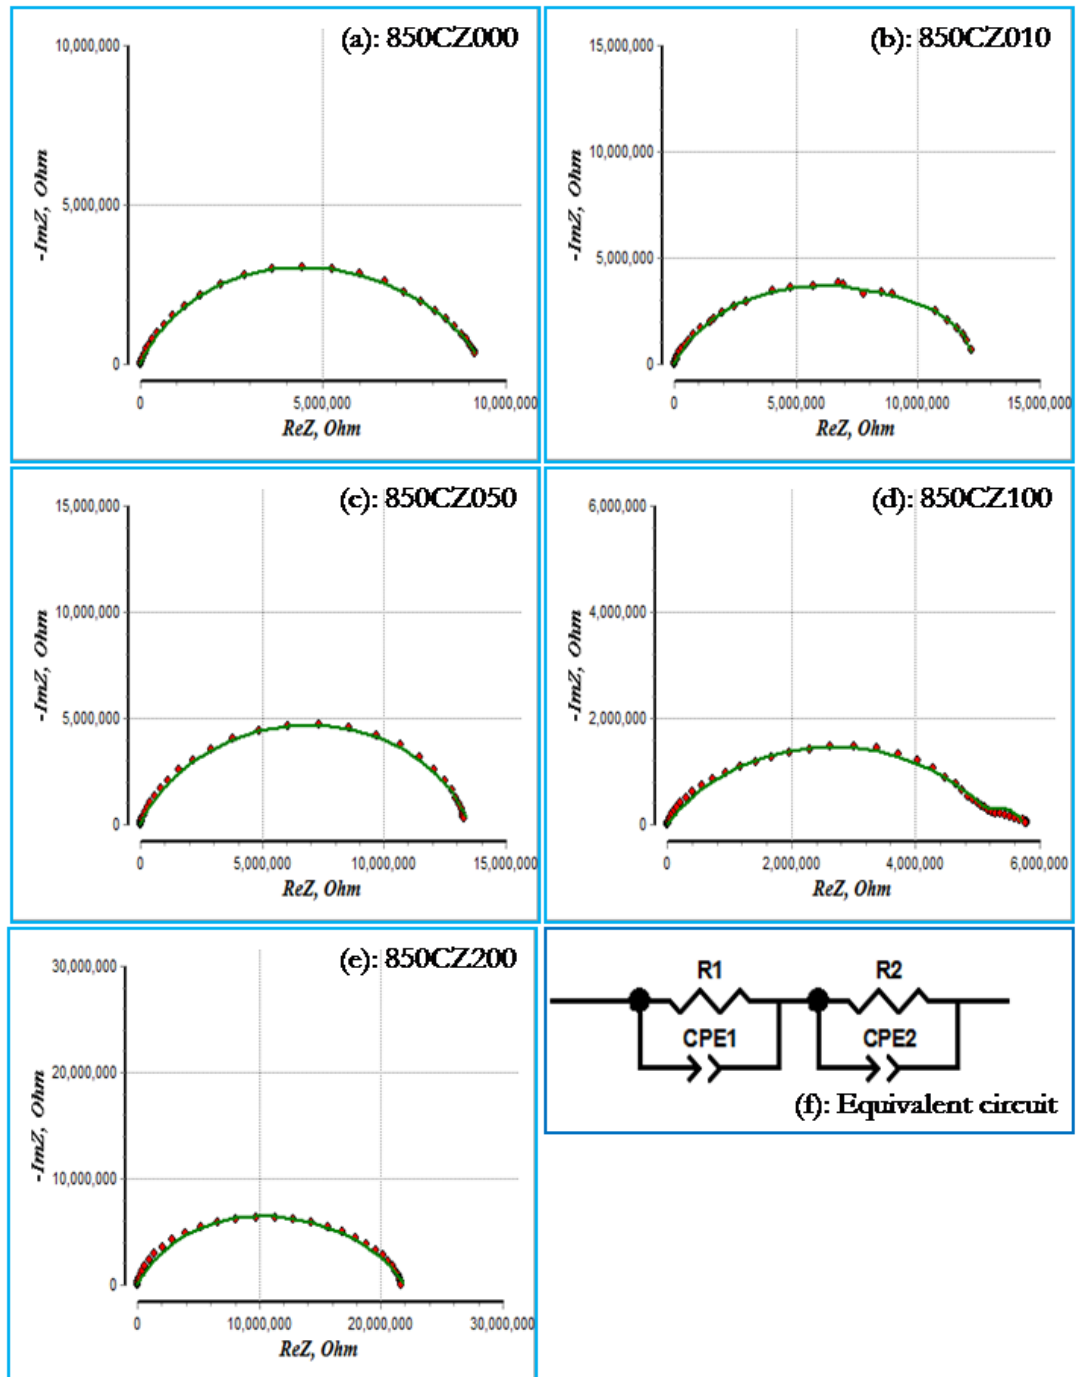 (a): 850CZ000
10,000,000
5,000,000
0
-ImZ, Ohm
0 5,000,000 10,000,000
ReZ, Ohm
(b): 850CZ010
15,000,000
10,000,000
5,000,000
0
-ImZ, Ohm
0 5,000,000 10,000,000 15,000,000
ReZ, Ohm
(c): 850CZ050
15,000,000
10,000,000
5,000,000
0
-ImZ, Ohm
0 5,000,000 10,000,000 15,000,000
ReZ, Ohm
(d): 850CZ100
6,000,000
4,000,000
2,000,000
0
-ImZ, Ohm
0 2,000,000 4,000,000 6,000,000
ReZ, Ohm
(e): 850CZ200
30,000,000
20,000,000
10,000,000
0
-ImZ, Ohm
0 10,000,000 20,000,000 30,000,000
ReZ, Ohm
R1 R2
CPE1 CPE2
(f): Equivalent circuit